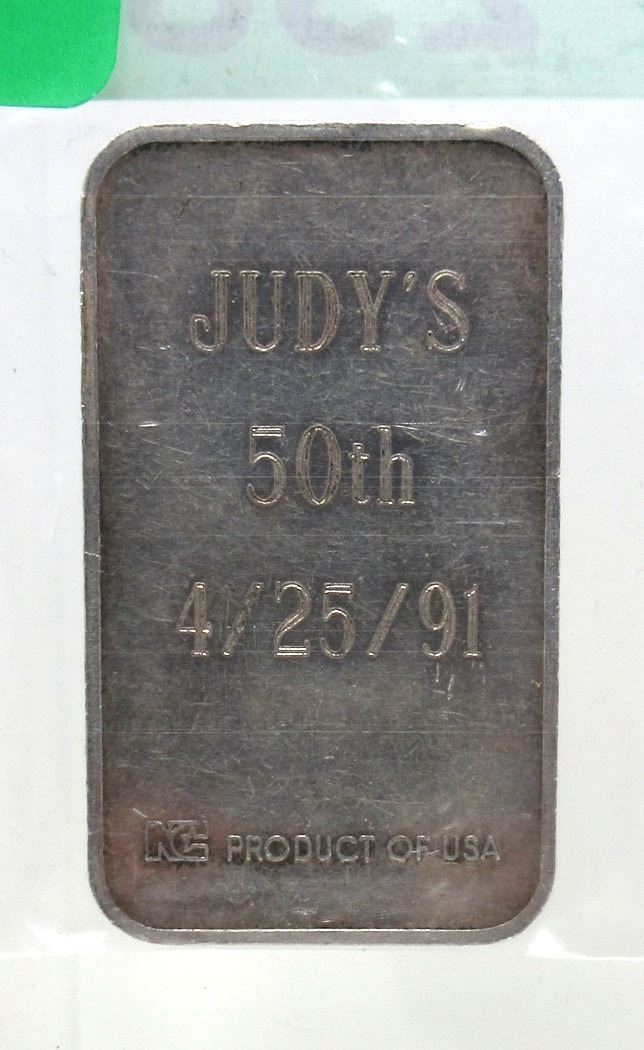 JUDY'S
50th
4/25/91
PRODUCT OF USA